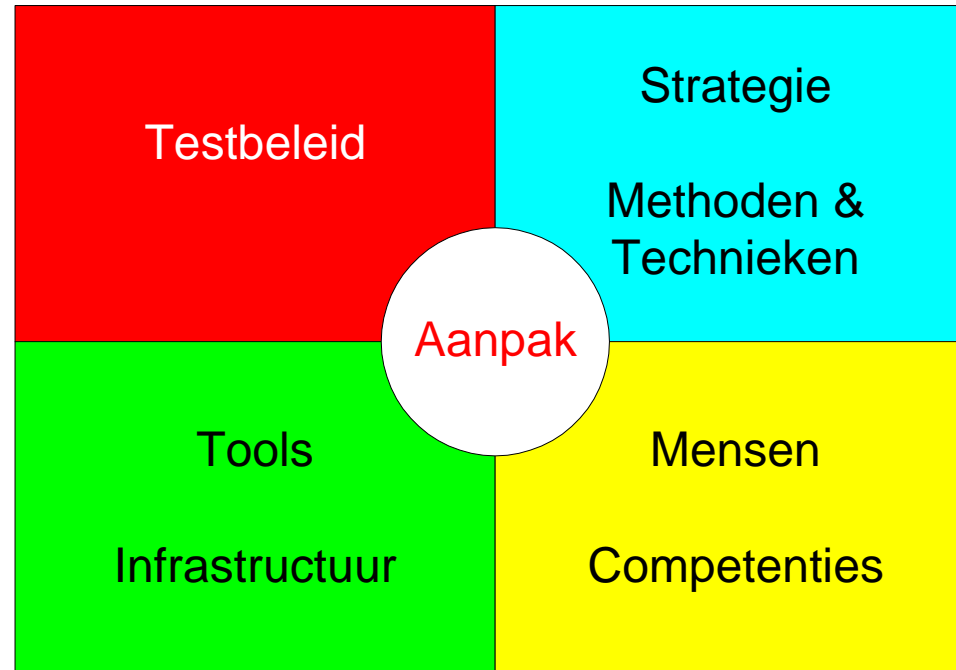 Testbeleid
Strategie
Methoden &
Technieken
Aanpak
Tools
Infrastructuur
Mensen
Competenties